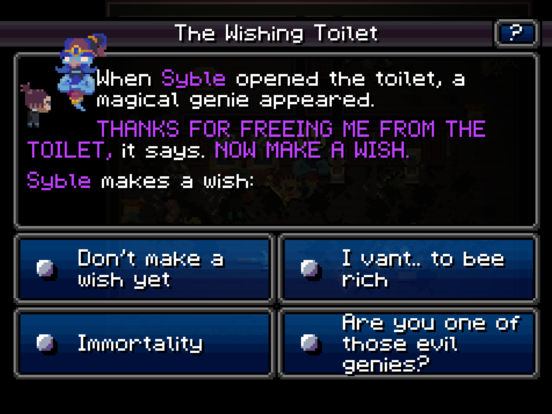 The Wishing Toilet
?
When Syble opened the toilet, a
magical genie appeared.
THANKS FOR FREEING ME FROM THE
TOILET, it says. NOW MAKE A WISH.
Syble makes a wish:
Don't make a
wish yet
I vant.. to bee
rich
Immortality
Are you one of
those evil
genies?